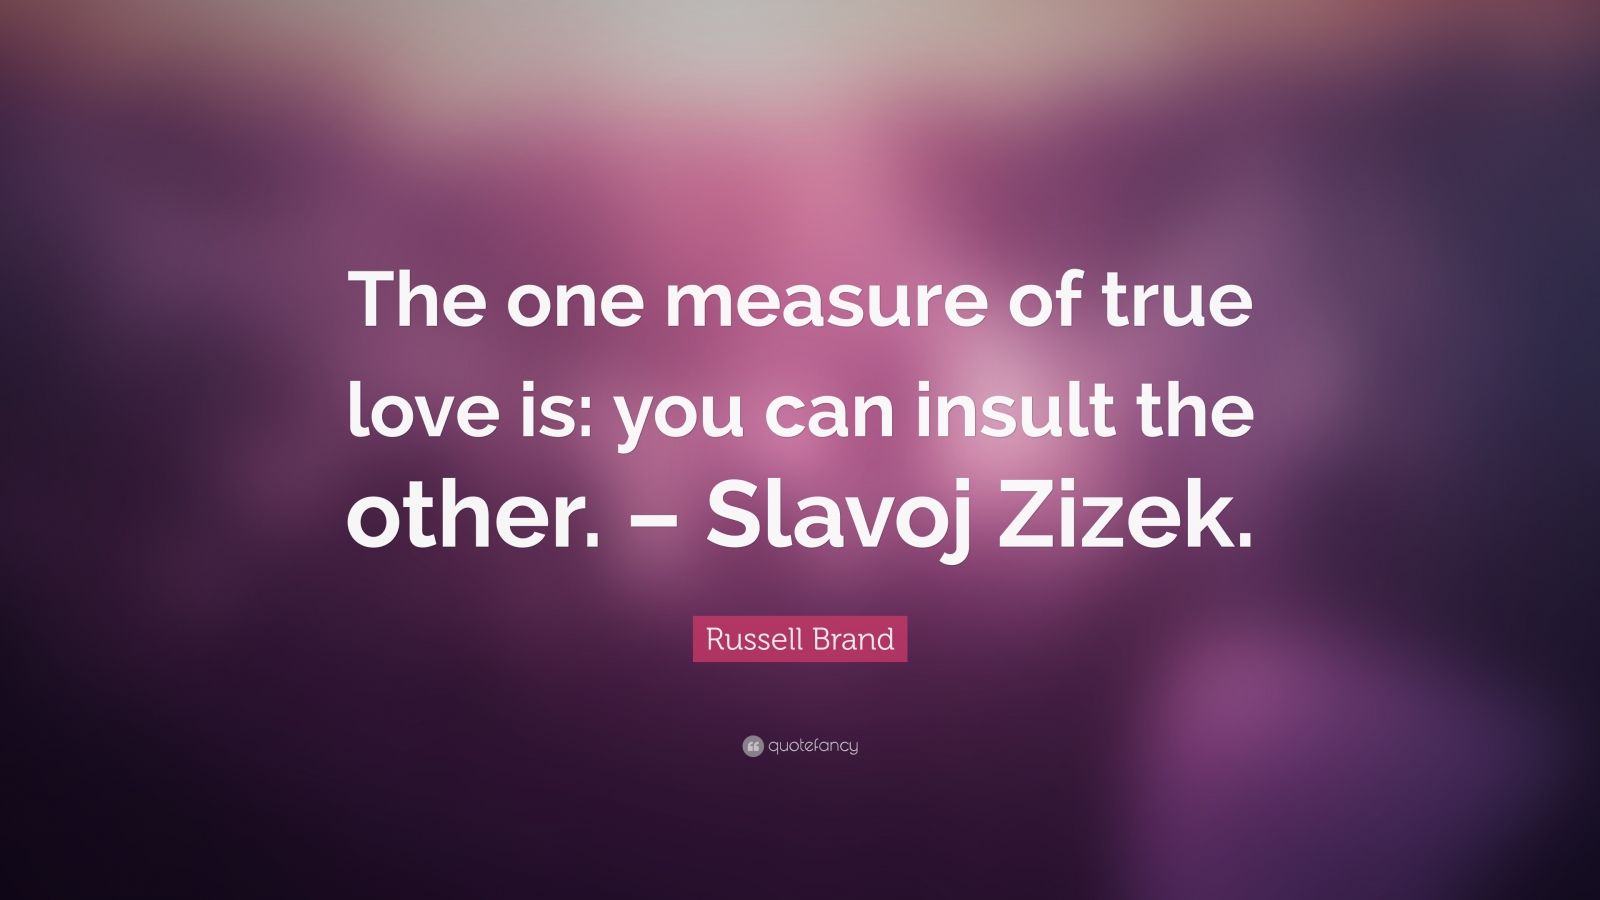 The one measure of true
love is: you can insult the
other. – Slavoj Zizek.
Russell Brand
quotefancy